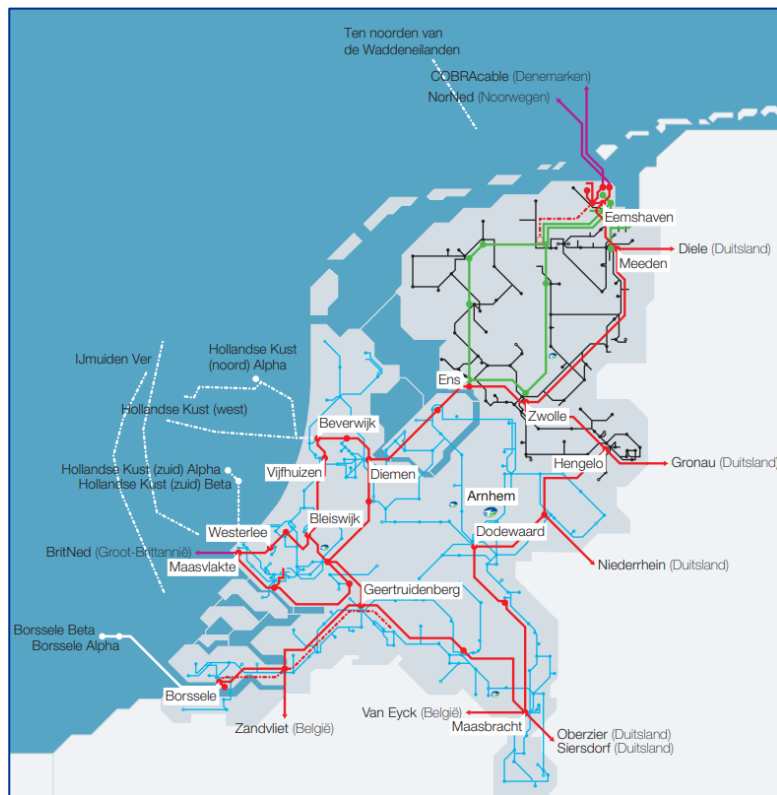 Ten noorden van
de Waddeneilanden
COBRAcable (Denemarken)
NorNed (Noorwegen)
Eemshaven
Diele (Duitsland)
Meeden
IJmuiden Ver
Hollandse Kust
(noord) Alpha
Ens
Hollandse Kust (west)
Zwolle
Beverwijk
Hengelo
Gronau (Duitsland)
Vijfhuizen
Diemen
Hollandse Kust (zuid) Alpha
Hollandse Kust (zuid) Beta
Arnhem
Bleiswijk
Westerlee
Dodewaard
BritNed (Groot-Brittannië)
Maasvlakte
Niederrhein (Duitsland)
Geertruidenberg
Borssele Beta
Borssele Alpha
Borssele
Van Eyck (België)
Zandvliet (België)
Maasbracht
Oberzier (Duitsland)
Siersdorf (Duitsland)